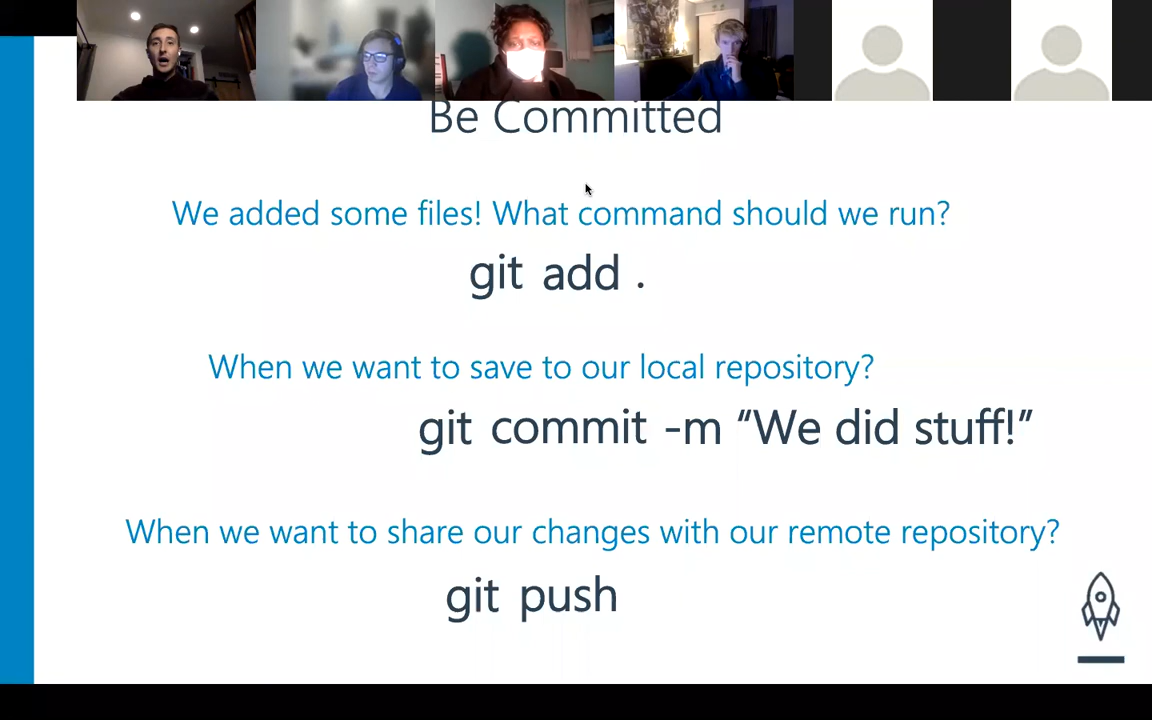 Be Committed
We added some files! What command should we run?
git add .
When we want to save to our local repository?
git commit -m “We did stuff!”
When we want to share our changes with our remote repository?
git push